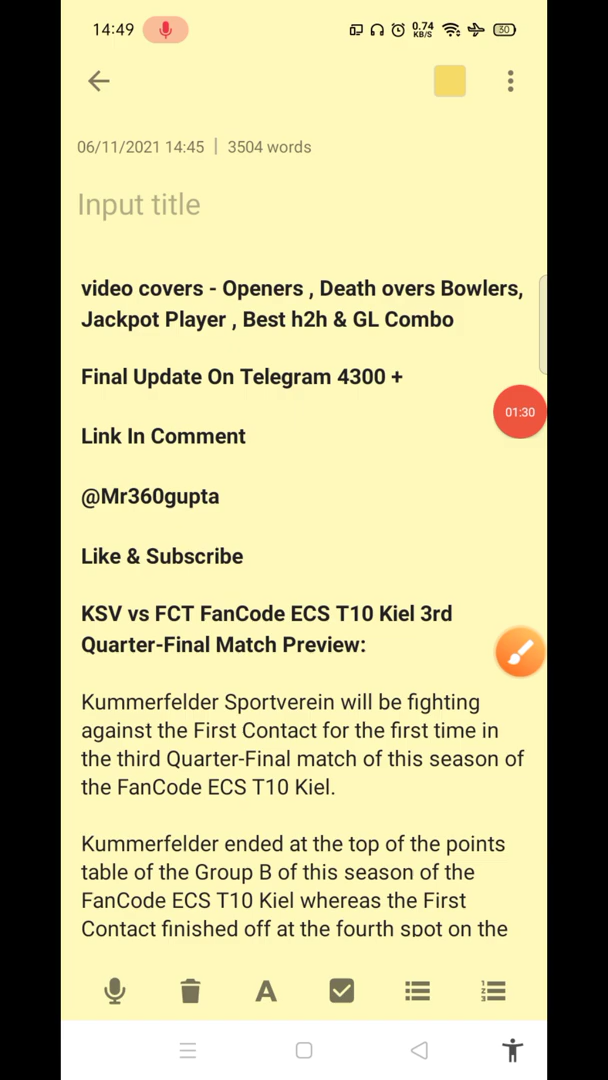 14:49
0.74
KB/S
30
06/11/2021 14:45 | 3504 words
Input title
video covers - Openers , Death overs Bowlers,
Jackpot Player , Best h2h & GL Combo
Final Update On Telegram 4300 +
Link In Comment
@Mr360gupta
Like & Subscribe
01:30
KSV vs FCT FanCode ECS T10 Kiel 3rd
Quarter-Final Match Preview:
Kummerfelder Sportverein will be fighting
against the First Contact for the first time in
the third Quarter-Final match of this season of
the FanCode ECS T10 Kiel.
Kummerfelder ended at the top of the points
table of the Group B of this season of the
FanCode ECS T10 Kiel whereas the First
Contact finished off at the fourth spot on the
A
1
2
3